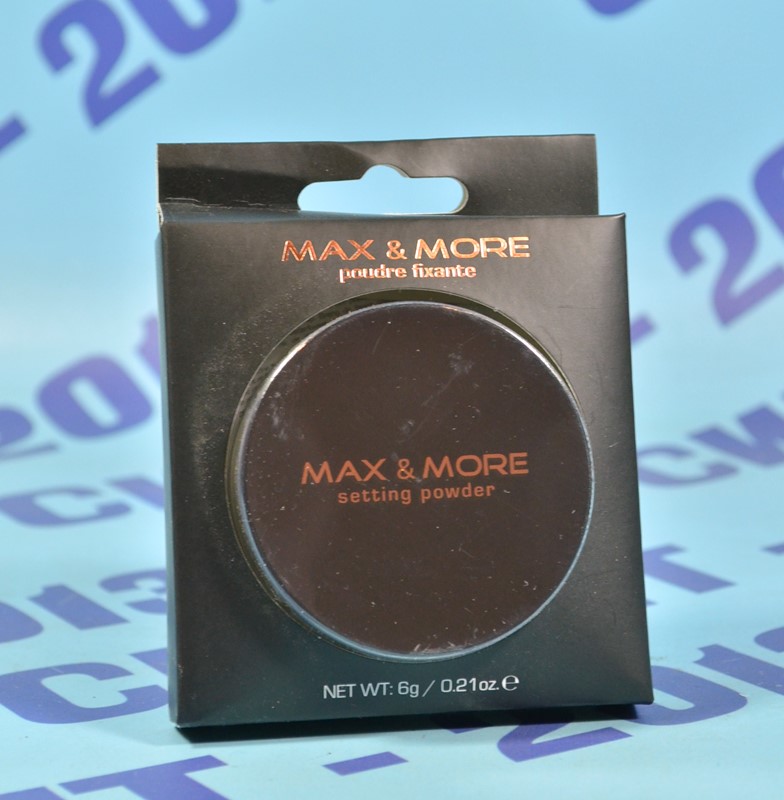 MAX & MORE
poudre fixante
MAX & MORE
setting powder
NET WT: 6g / 0.21oz.℮